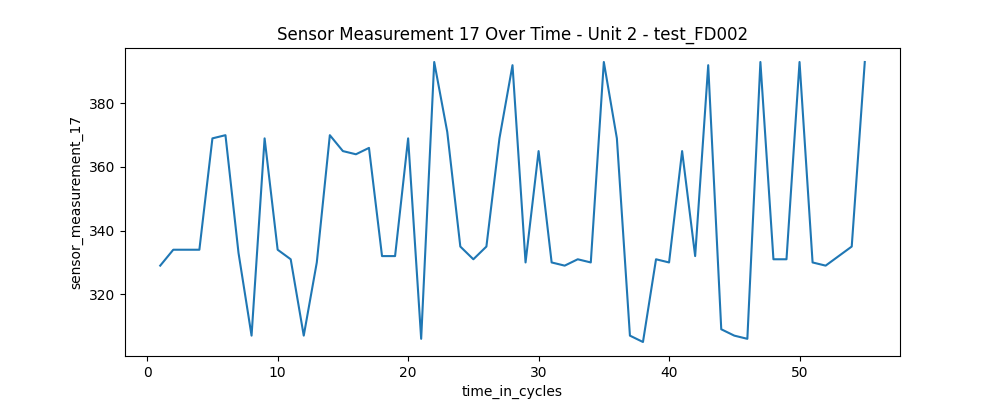 Sensor Measurement 17 Over Time - Unit 2 - test_FD002
sensor_measurement_17
380
360
340
320
0 10 20 30 40 50
time_in_cycles